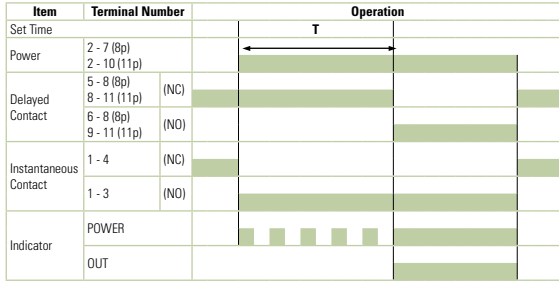 Item Terminal Number Operation
Set Time T
Power 2 - 7 (8p)
2 - 10 (11p)
Delayed
Contact
5 - 8 (8p)
8 - 11 (11p)
(NC)
6 - 8 (8p)
9 - 11 (11p)
(NO)
Instantaneous
Contact
1 - 4 (NC)
1 - 3 (NO)
Indicator
POWER
OUT